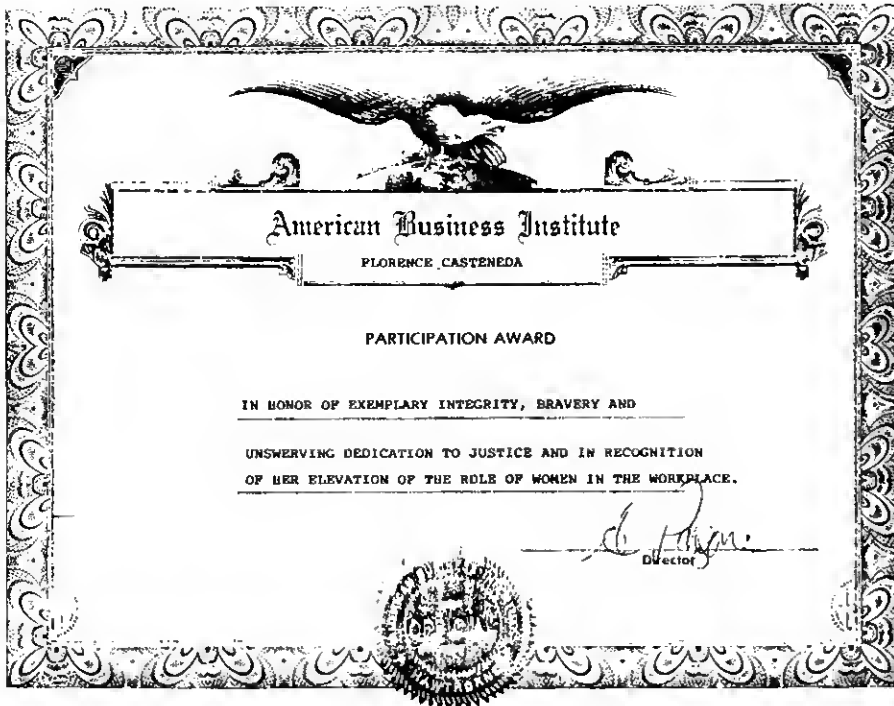 American Business Institute
FLORENCE CASTENEDA
PARTICIPATION AWARD
IN HONOR OF EXEMPLARY INTEGRITY, BRAVERY AND
UNSWERVING DEDICATION TO JUSTICE AND IN RECOGNITION
OF HER ELEVATION OF THE ROLE OF WOMEN IN THE WORKPLACE.
Director